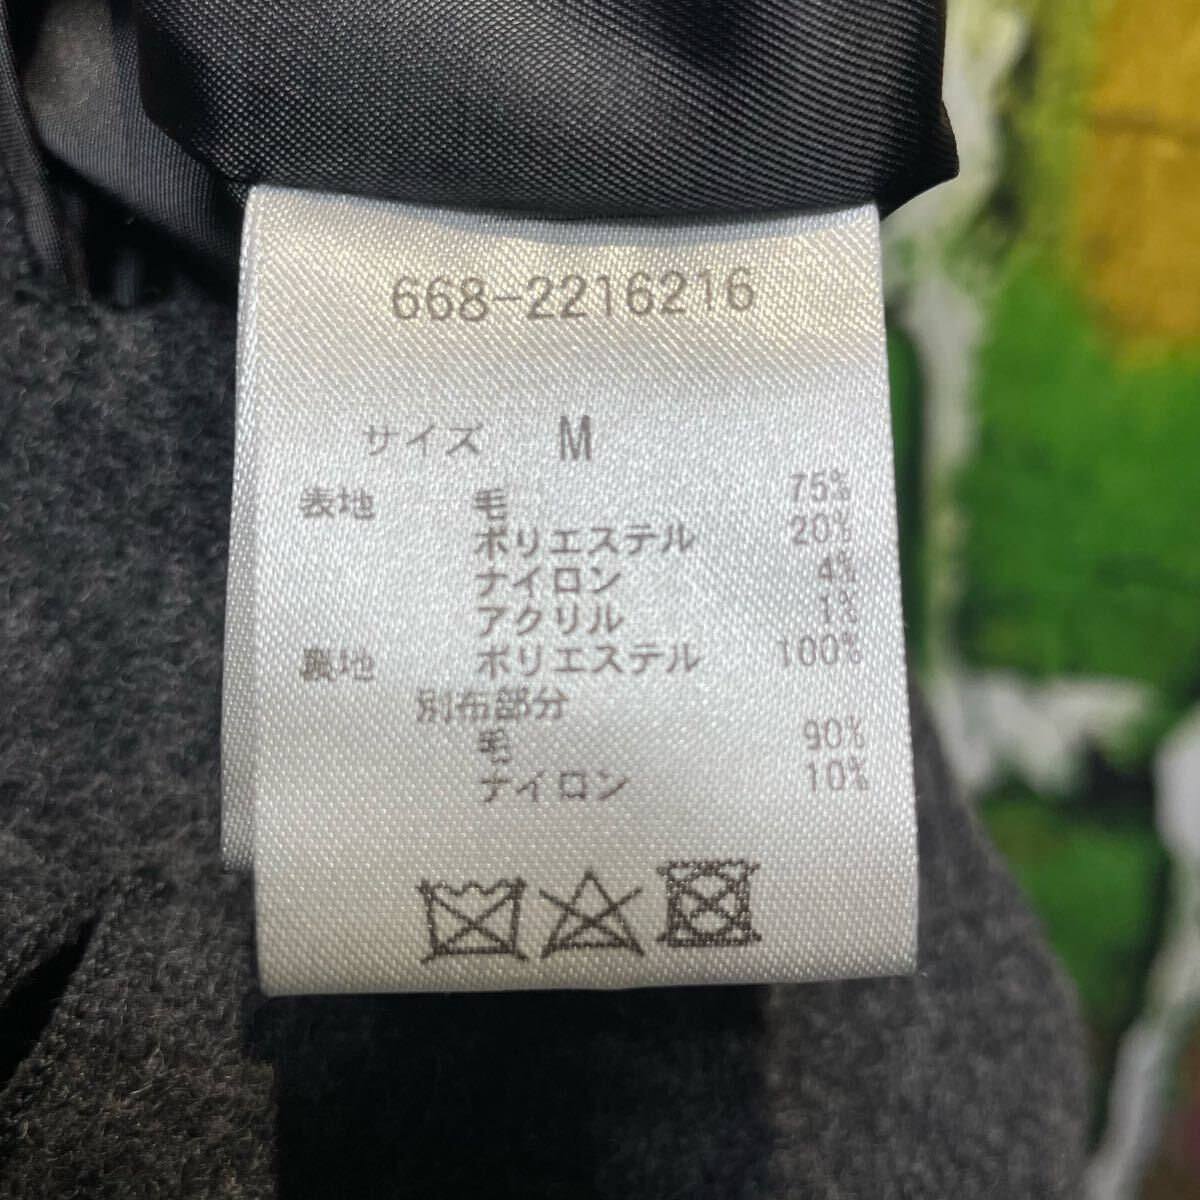 668-2216216
サイズ M
表地 毛 75%
ポリエステル 20%
ナイロン 4%
アクリル 1%
裏地 ポリエステル 100%
別布部分
毛 90%
ナイロン 10%